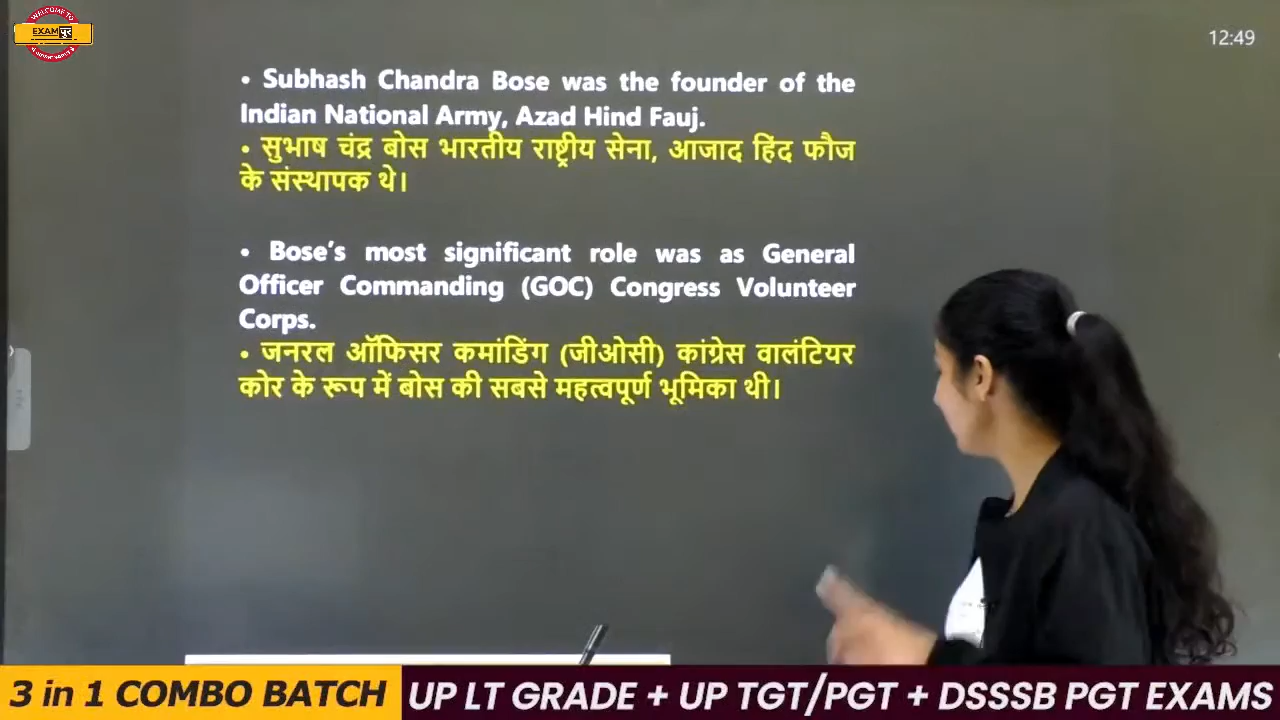 WELCOME TO
EXAM पुर
12:49
• Subhash Chandra Bose was the founder of the
Indian National Army, Azad Hind Fauj.
• सुभाष चंद्र बोस भारतीय राष्ट्रीय सेना, आजाद हिंद फौज
के संस्थापक थे।
• Bose’s most significant role was as General
Officer Commanding (GOC) Congress Volunteer
Corps.
• जनरल ऑफिसर कमांडिंग (जीओसी) कांग्रेस वालंटियर
कोर के रूप में बोस की सबसे महत्वपूर्ण भूमिका थी।
3 in 1 COMBO BATCH UP LT GRADE + UP TGT/PGT + DSSSB PGT EXAMS